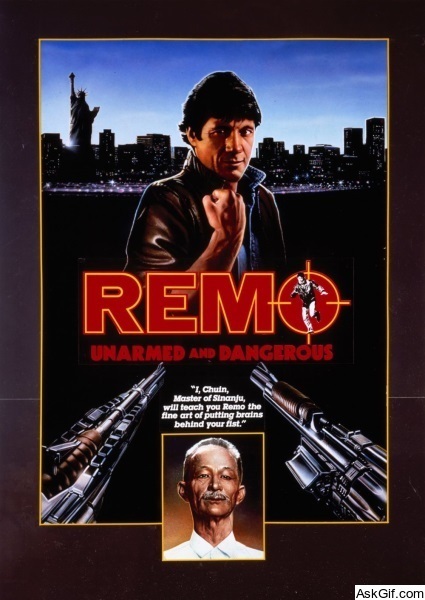 REMO
UNARMED AND DANGEROUS
"I, Chuin,
Master of Sinanju,
will teach you Remo the
fine art of putting brains
behind your fist."
AskGif.com